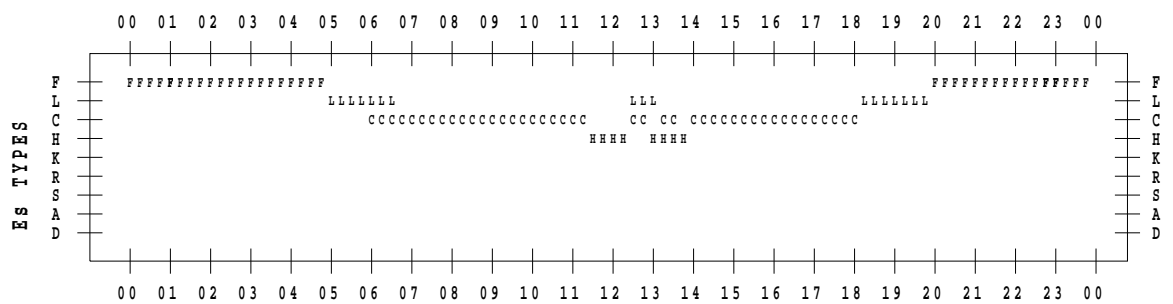 00 01 02 03 04 05 06 07 08 09 10 11 12 13 14 15 16 17 18 19 20 21 22 23 00
F FFFFFFFFFFFFFFFFFFFF FFFFFFFFFFFFFFFF F
L LLLLLLL LLL LLLLLLL L
C CCCCCCCCCCCCCCCCCCCCCC CC CC CCCCCCCCCCCCCCCCC C
H HHHH HHHH H
K K
R R
S S
A A
D D
Es TYPES
00 01 02 03 04 05 06 07 08 09 10 11 12 13 14 15 16 17 18 19 20 21 22 23 00